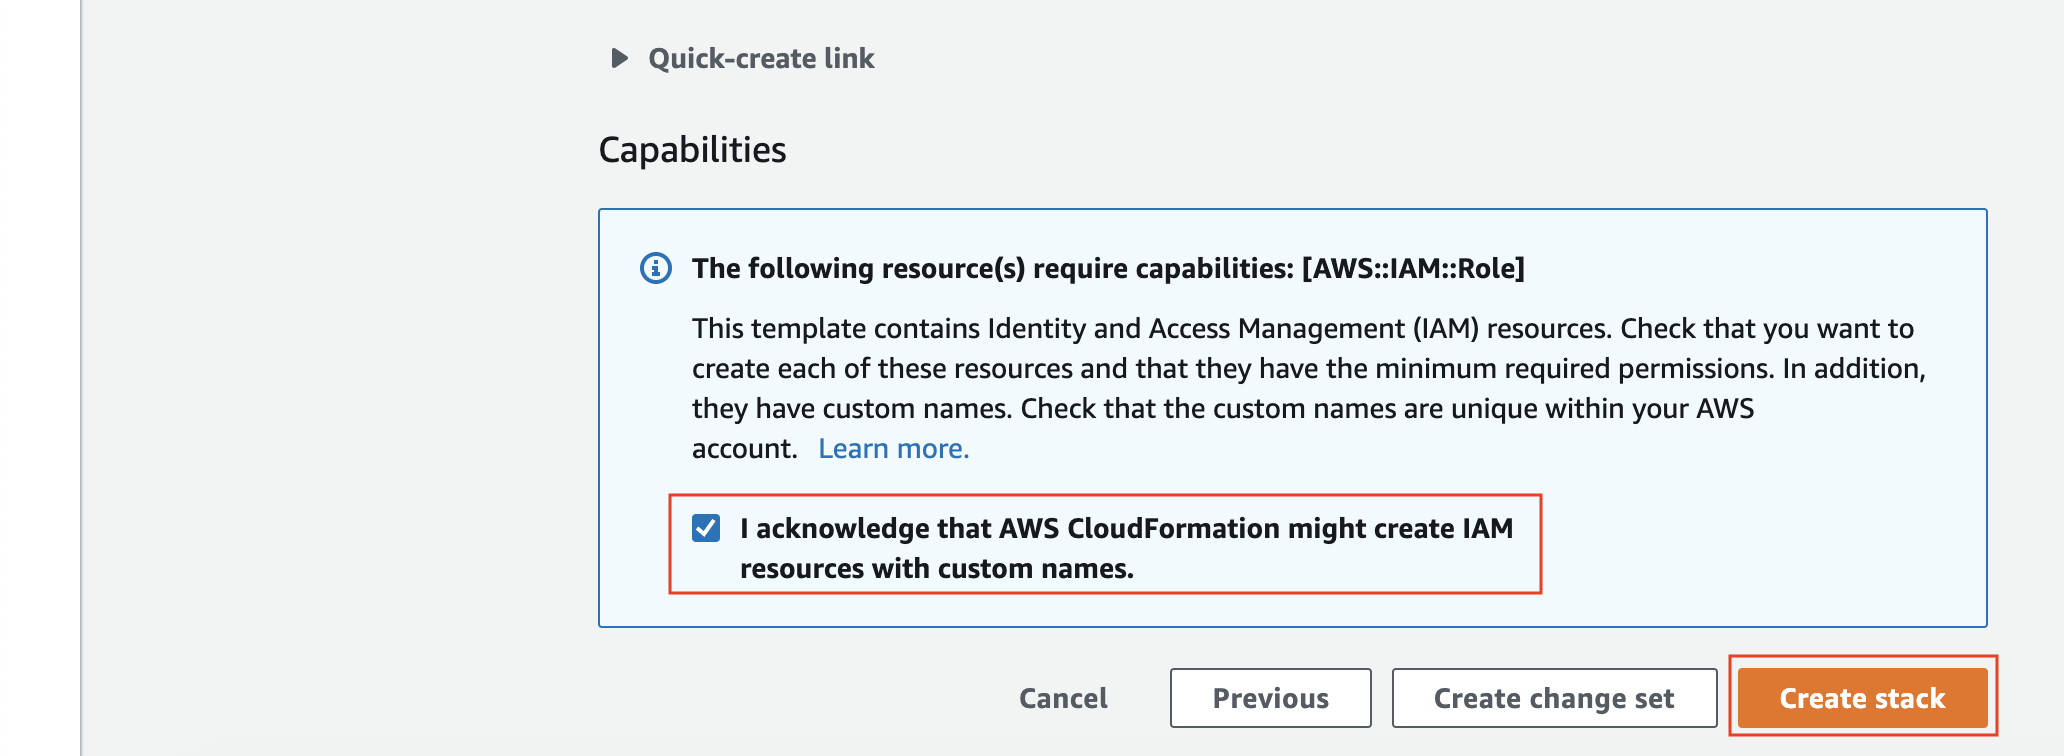 Quick-create link
Capabilities
The following resource(s) require capabilities: [AWS::IAM::Role]
This template contains Identity and Access Management (IAM) resources. Check that you want to
create each of these resources and that they have the minimum required permissions. In addition,
they have custom names. Check that the custom names are unique within your AWS
account. Learn more.
I acknowledge that AWS CloudFormation might create IAM
resources with custom names.
Cancel Previous Create change set Create stack